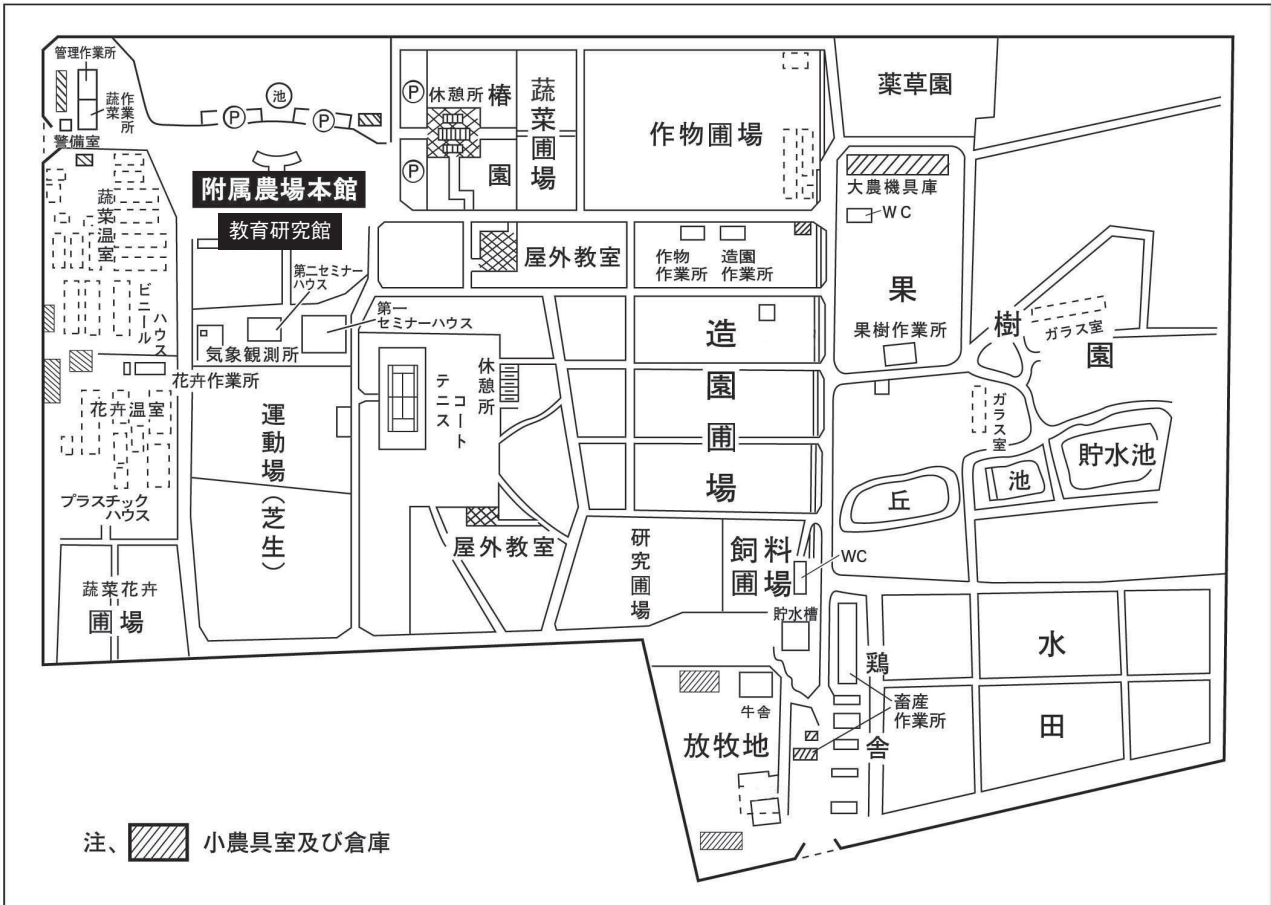 管理作業所
蔬菜作業所
警備室
池
P
P
P
P
休憩所
椿園
蔬菜圃場
作物圃場
薬草園
大農機具庫
WC
附属農場本館
教育研究館
蔬菜温室
屋外教室
作物作業所
造園作業所
第二セミナーハウス
第一セミナーハウス
ビニールハウス
気象観測所
花卉作業所
花卉温室
運動場(芝生)
テニスコート
休憩所
造園圃場
果樹園
果樹作業所
ガラス室
ガラス室
貯水池
池
丘
プラスチックハウス
屋外教室
研究圃場
飼料圃場
WC
貯水槽
蔬菜花卉
圃場
鶏舎
畜産作業所
水田
牛舎
放牧地
注、 小農具室及び倉庫